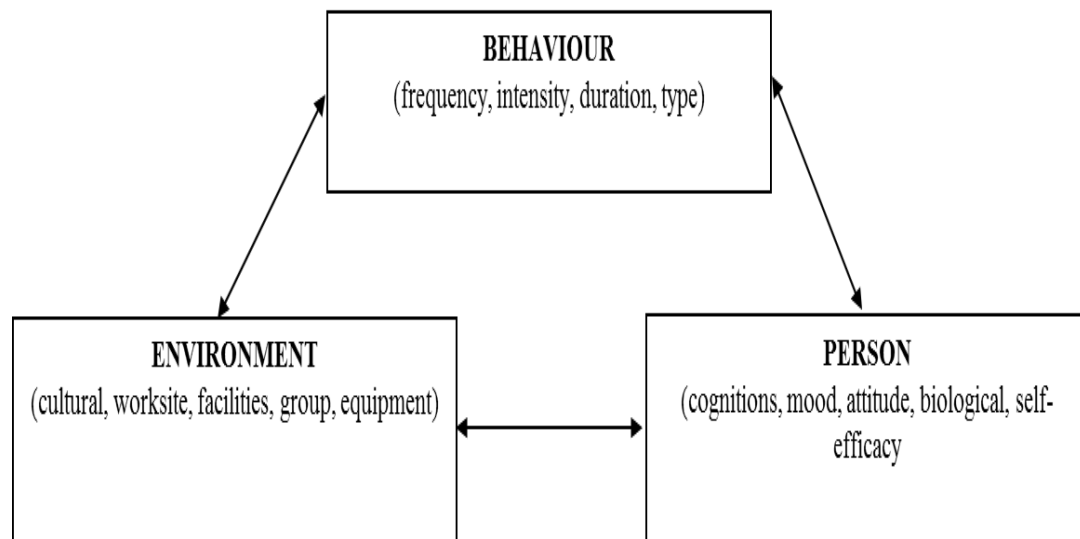 BEHAVIOUR
(frequency, intensity, duration, type)
ENVIRONMENT
(cultural, worksite, facilities, group, equipment)
PERSON
(cognitions, mood, attitude, biological, self-
efficacy